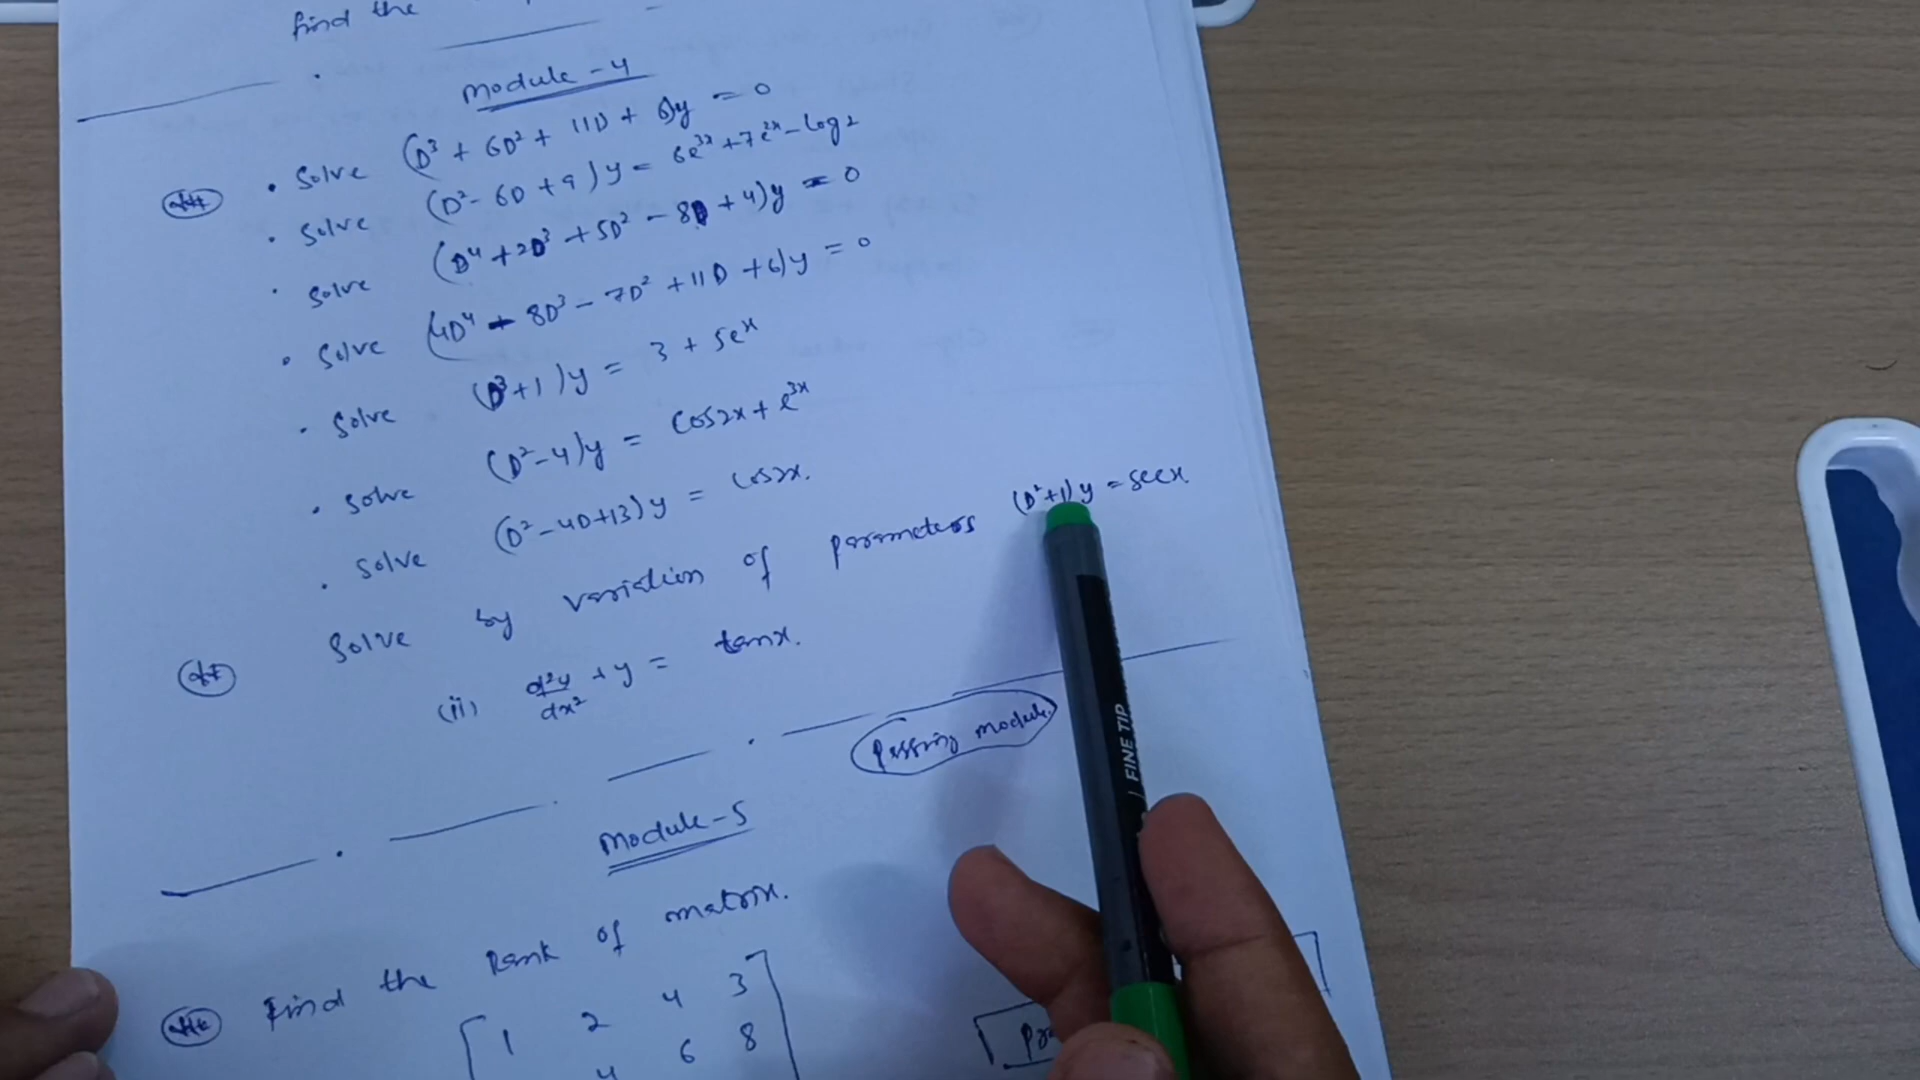 find the
Module-4
• Solve (D³ + 6D² + 11D + 6)y = 0
• Solve (D² - 6D + 9)y = 6e³ˣ + 7e²ˣ - log2
• Solve (D⁴ + 2D³ + 5D² - 8D + 4)y = 0
• Solve (4D⁴ - 8D³ - 7D² + 11D + 6)y = 0
• Solve (D³ + 1)y = 3 + 5eˣ
• Solve (D² - 4)y = cos2x + e³ˣ
• Solve (D² - 4D + 13)y = cos2x.
Solve by variation of parameters (D² + 1)y = secx.
(ii) d²y/dx² + y = tanx.
Passing module.
Module-5
Find the Rank of matrix.
1 2 4 3
4 6 8
FINE TIP